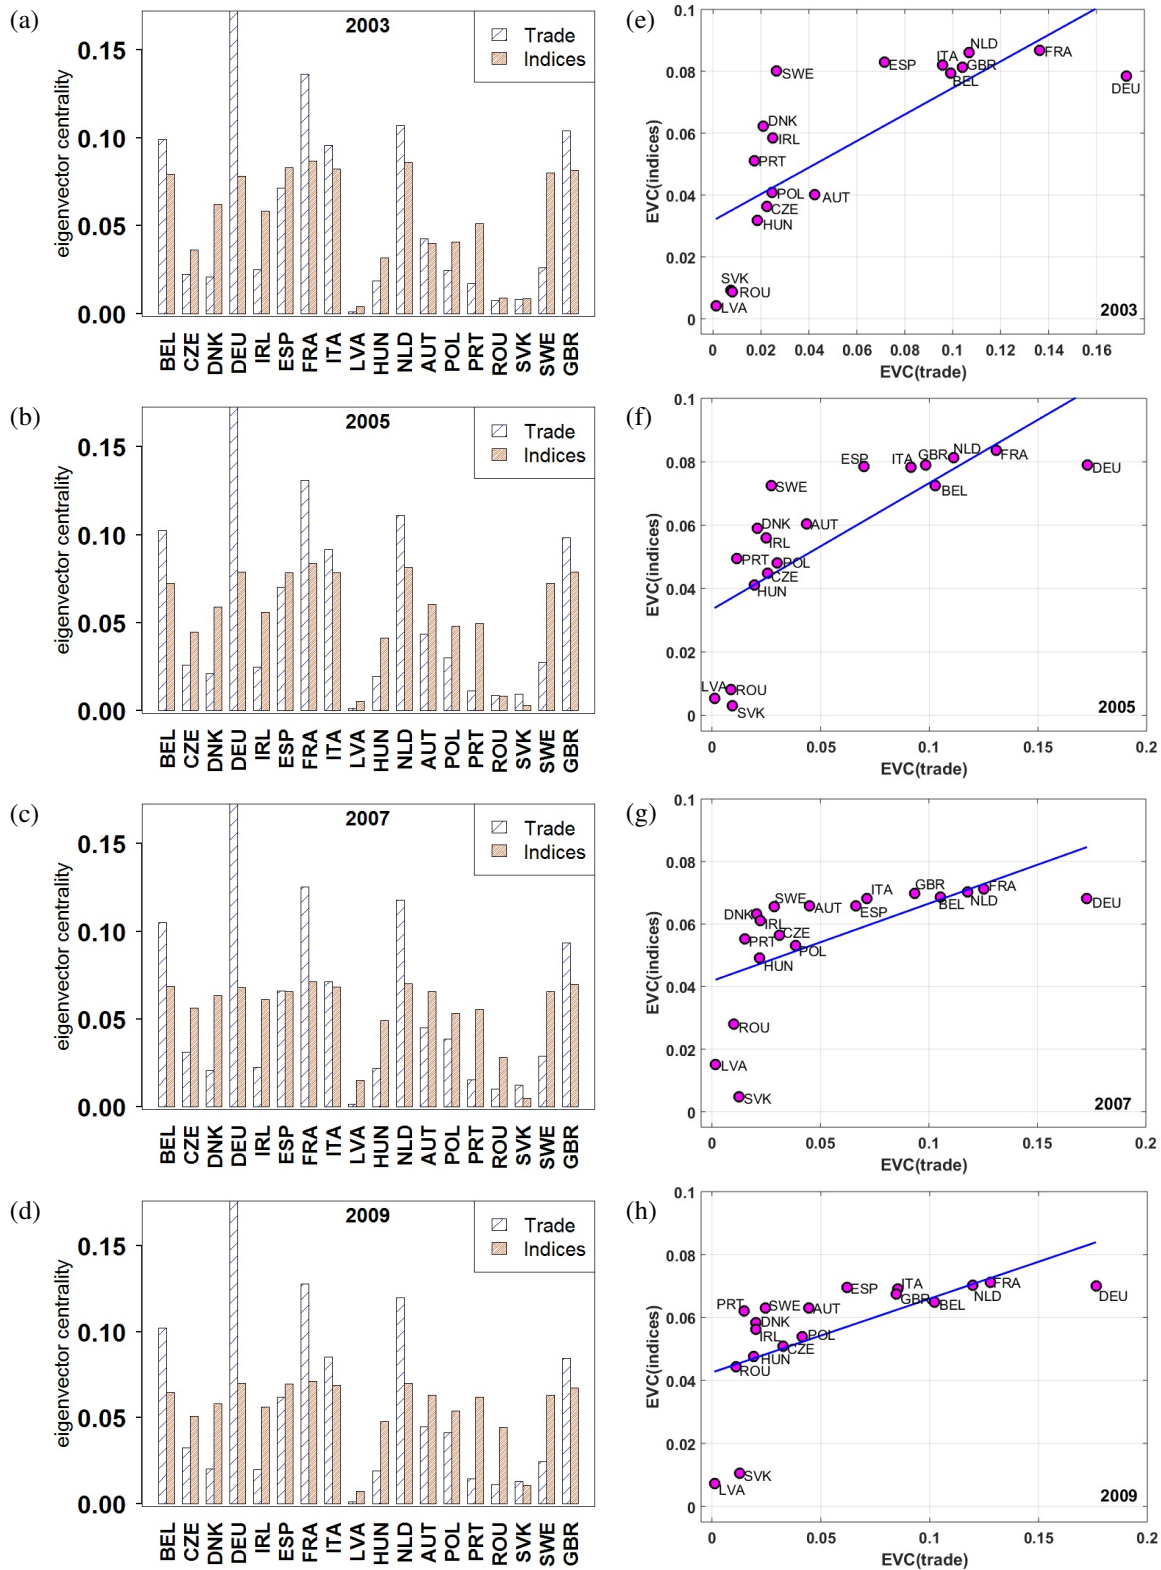 (a)
2003
Trade
Indices
eigenvector centrality
0.15
0.10
0.05
0.00
BEL CZE DNK DEU IRL ESP FRA ITA LVA HUN NLD AUT POL PRT ROU SVK SWE GBR
(e)
EVC(indices)
0.1
0.08
0.06
0.04
0.02
0
NLD
ITA
FRA
ESP
GBR
SWE
BEL
DEU
DNK
IRL
PRT
POL
AUT
CZE
HUN
SVK
ROU
LVA
2003
0 0.02 0.04 0.06 0.08 0.1 0.12 0.14 0.16
EVC(trade)
(b)
2005
Trade
Indices
eigenvector centrality
0.15
0.10
0.05
0.00
BEL CZE DNK DEU IRL ESP FRA ITA LVA HUN NLD AUT POL PRT ROU SVK SWE GBR
(f)
EVC(indices)
0.1
0.08
0.06
0.04
0.02
0
NLD
GBR
FRA
ESP
ITA
DEU
SWE
BEL
DNK
AUT
IRL
PRT
POL
CZE
HUN
LVA
ROU
SVK
2005
0 0.05 0.1 0.15 0.2
EVC(trade)
(c)
2007
Trade
Indices
eigenvector centrality
0.15
0.10
0.05
0.00
BEL CZE DNK DEU IRL ESP FRA ITA LVA HUN NLD AUT POL PRT ROU SVK SWE GBR
(g)
EVC(indices)
0.1
0.08
0.06
0.04
0.02
0
ITA
GBR
FRA
SWE
BEL
NLD
DEU
DNK
AUT
ESP
IRL
CZE
PRT
POL
HUN
ROU
LVA
SVK
2007
0 0.05 0.1 0.15 0.2
EVC(trade)
(d)
2009
Trade
Indices
eigenvector centrality
0.15
0.10
0.05
0.00
BEL CZE DNK DEU IRL ESP FRA ITA LVA HUN NLD AUT POL PRT ROU SVK SWE GBR
(h)
EVC(indices)
0.1
0.08
0.06
0.04
0.02
0
ESP
ITA
FRA
NLD
DEU
GBR
BEL
PRT
SWE
AUT
DNK
IRL
POL
CZE
HUN
ROU
SVK
LVA
2009
0 0.05 0.1 0.15 0.2
EVC(trade)